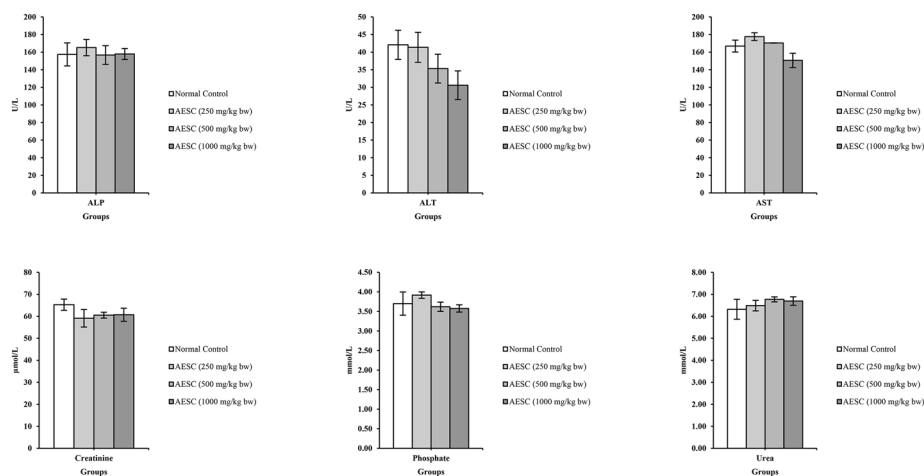 200
180
160
140
120
100
80
60
40
20
0
U/L
ALP
Groups
Normal Control
AESC (250 mg/kg bw)
AESC (500 mg/kg bw)
AESC (1000 mg/kg bw)
50
45
40
35
30
25
20
15
10
5
0
U/L
ALT
Groups
Normal Control
AESC (250 mg/kg bw)
AESC (500 mg/kg bw)
AESC (1000 mg/kg bw)
200
180
160
140
120
100
80
60
40
20
0
U/L
AST
Groups
Normal Control
AESC (250 mg/kg bw)
AESC (500 mg/kg bw)
AESC (1000 mg/kg bw)
80
70
60
50
40
30
20
10
0
µmol/L
Creatinine
Groups
Normal Control
AESC (250 mg/kg bw)
AESC (500 mg/kg bw)
AESC (1000 mg/kg bw)
4.50
4.00
3.50
3.00
2.50
2.00
1.50
1.00
0.50
0.00
mmol/L
Phosphate
Groups
Normal Control
AESC (250 mg/kg bw)
AESC (500 mg/kg bw)
AESC (1000 mg/kg bw)
8.00
7.00
6.00
5.00
4.00
3.00
2.00
1.00
0.00
mmol/L
Urea
Groups
Normal Control
AESC (250 mg/kg bw)
AESC (500 mg/kg bw)
AESC (1000 mg/kg bw)